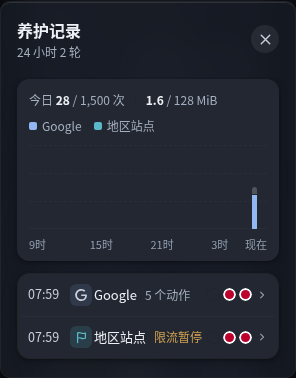 养护记录
24 小时 2 轮
今日 28 / 1,500 次 1.6 / 128 MiB
Google 地区站点
9时 15时 21时 3时 现在
07:59 G Google 5 个动作
07:59 地区站点 限流暂停